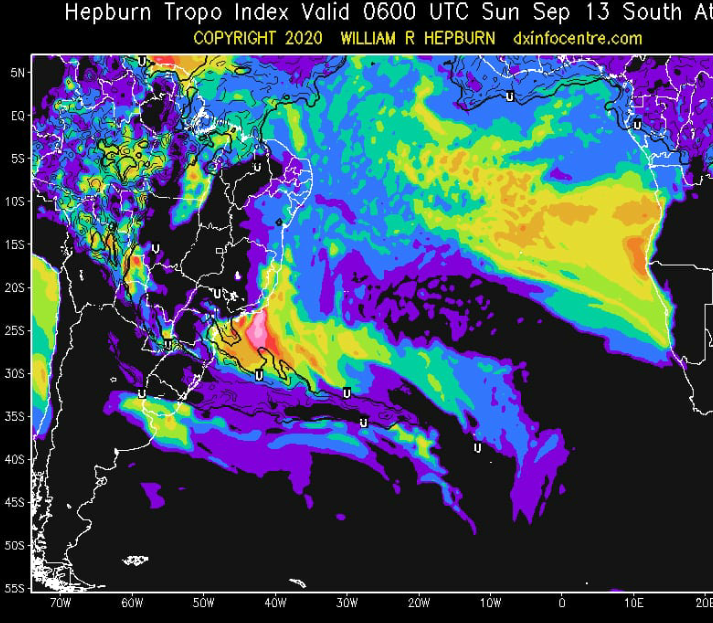 Hepburn Tropo Index Valid 0600 UTC Sun Sep 13 South At
COPYRIGHT 2020 WILLIAM R HEPBURN dxinfocentre.com
U
5N
U
EQ
U
5S
U
10S
15S
U
20S
U
25S
U
30S
U
U
U
35S
U
40S
U
45S
50S
55S
70W 60W 50W 40W 30W 20W 10W 0 10E 20E